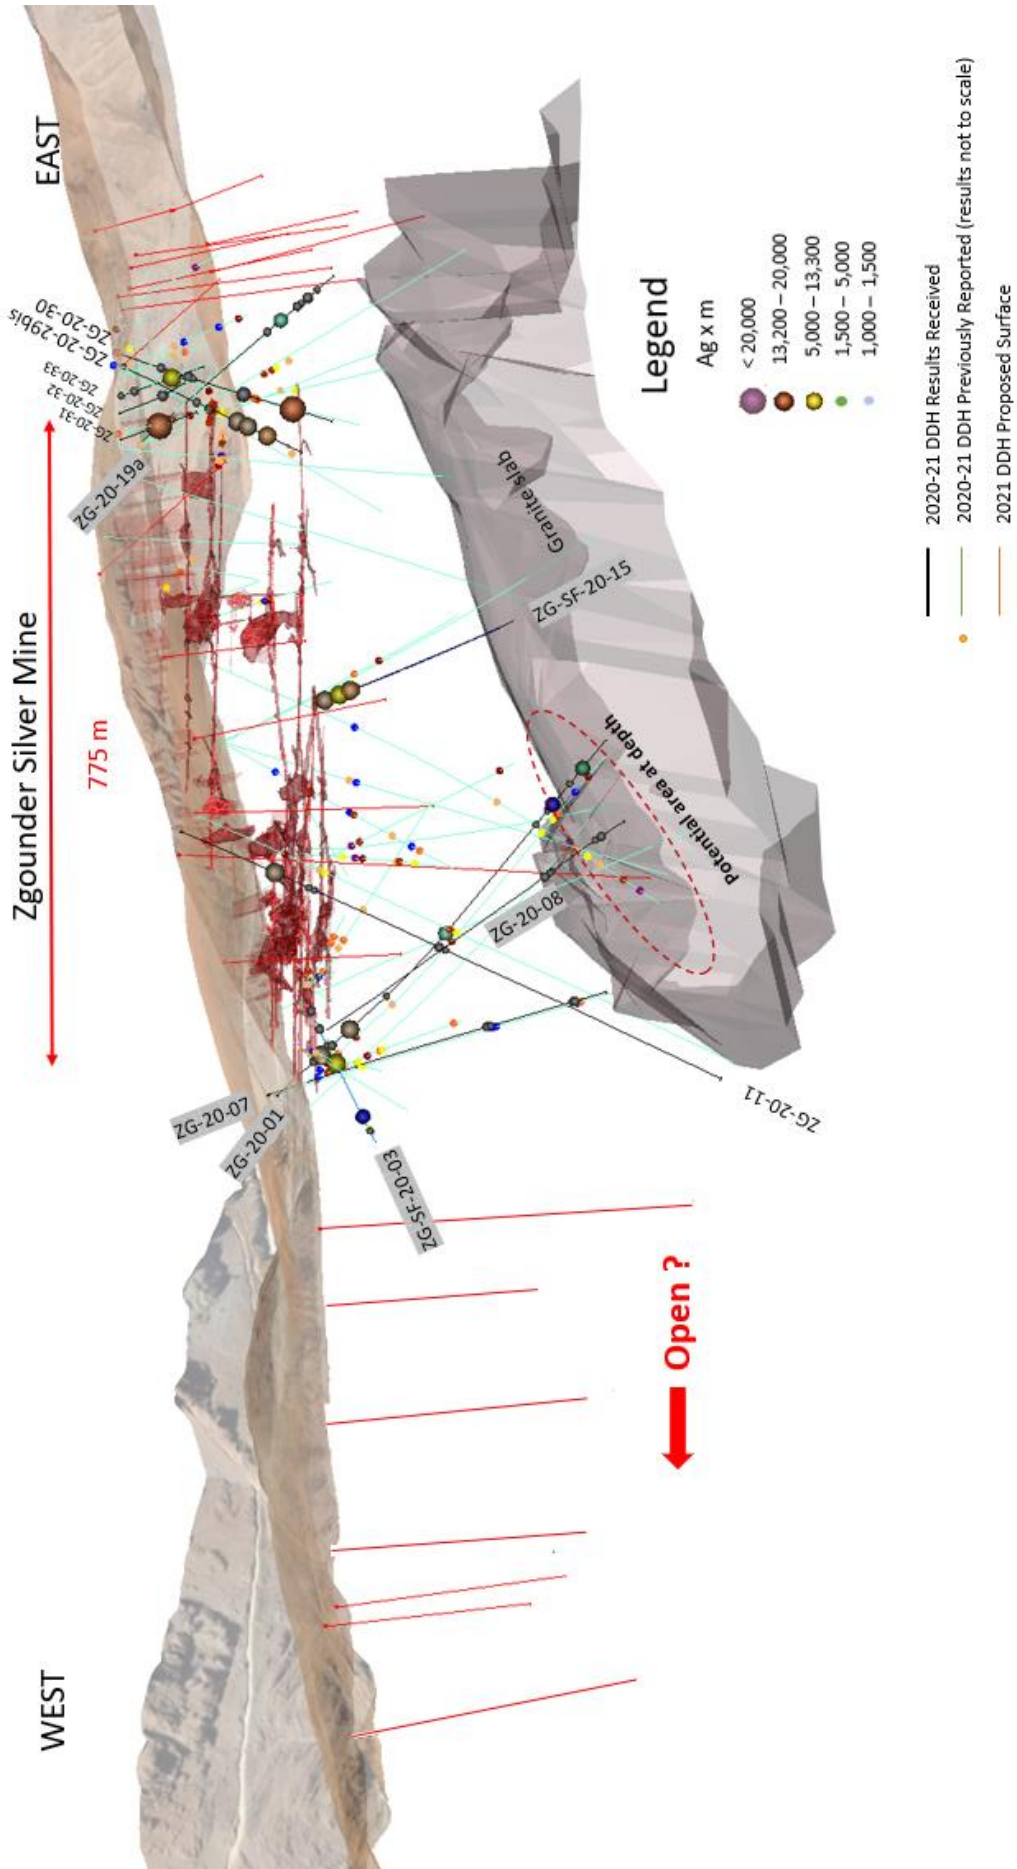 Zgounder Silver Mine
WEST
EAST
775 m
ZG-20-07
ZG-20-01
ZG-SF-20-03
ZG-20-19a
ZG-20-31
ZG-20-32
ZG-20-33
ZG-20-29bis
ZG-20-30
Granite slab
ZG-SF-20-15
ZG-20-08
Potential area at depth
ZG-20-11
Open ?
Legend
Ag x m
< 20,000
13,200 – 20,000
5,000 – 13,300
1,500 – 5,000
1,000 – 1,500
2020-21 DDH Results Received
2020-21 DDH Previously Reported (results not to scale)
2021 DDH Proposed Surface